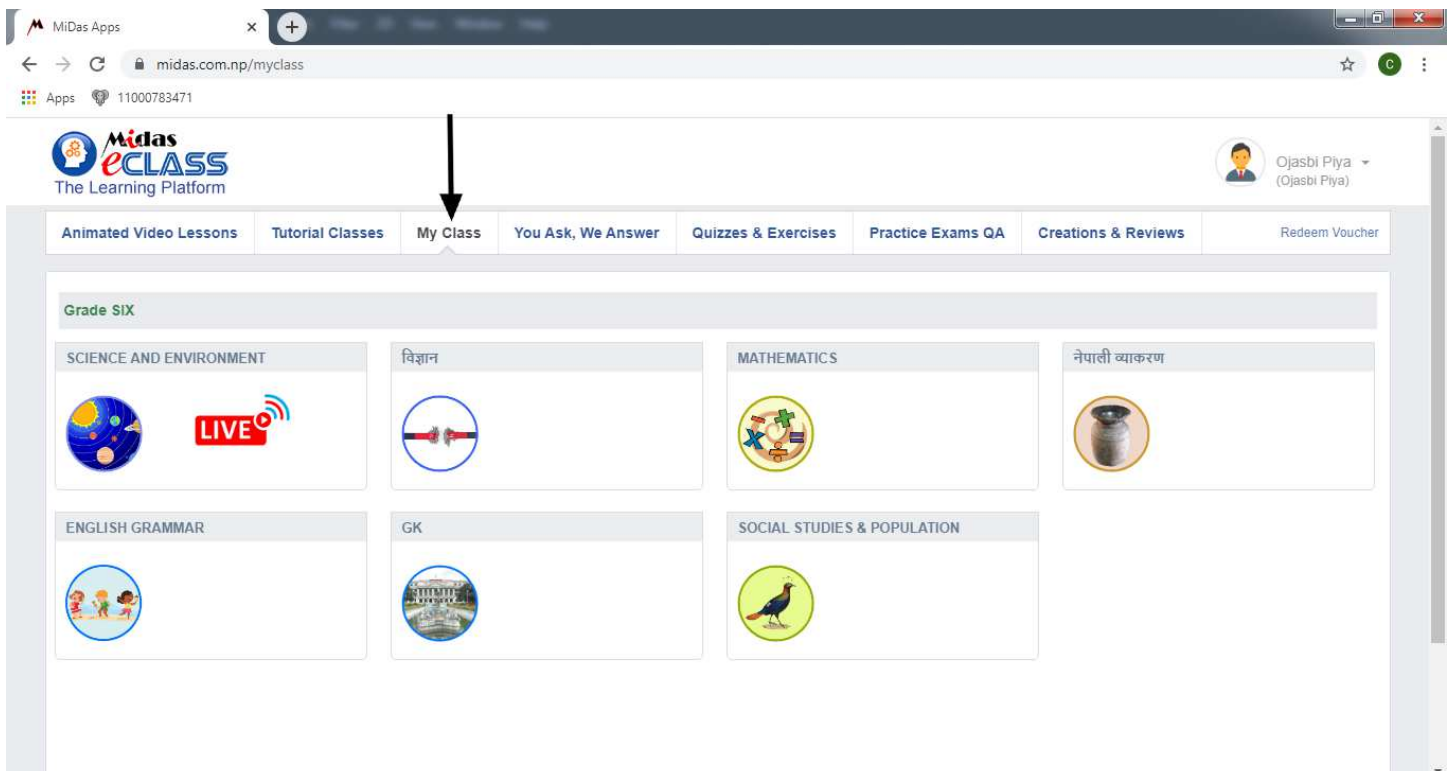 MiDas Apps
midas.com.np/myclass
C
Apps 11000783471
Midas
eCLASS
The Learning Platform
Ojasbi Piya
(Ojasbi Piya)
Animated Video Lessons Tutorial Classes My Class You Ask, We Answer Quizzes & Exercises Practice Exams QA Creations & Reviews Redeem Voucher
Grade SIX
SCIENCE AND ENVIRONMENT विज्ञान MATHEMATICS नेपाली व्याकरण
LIVE
ENGLISH GRAMMAR GK SOCIAL STUDIES & POPULATION